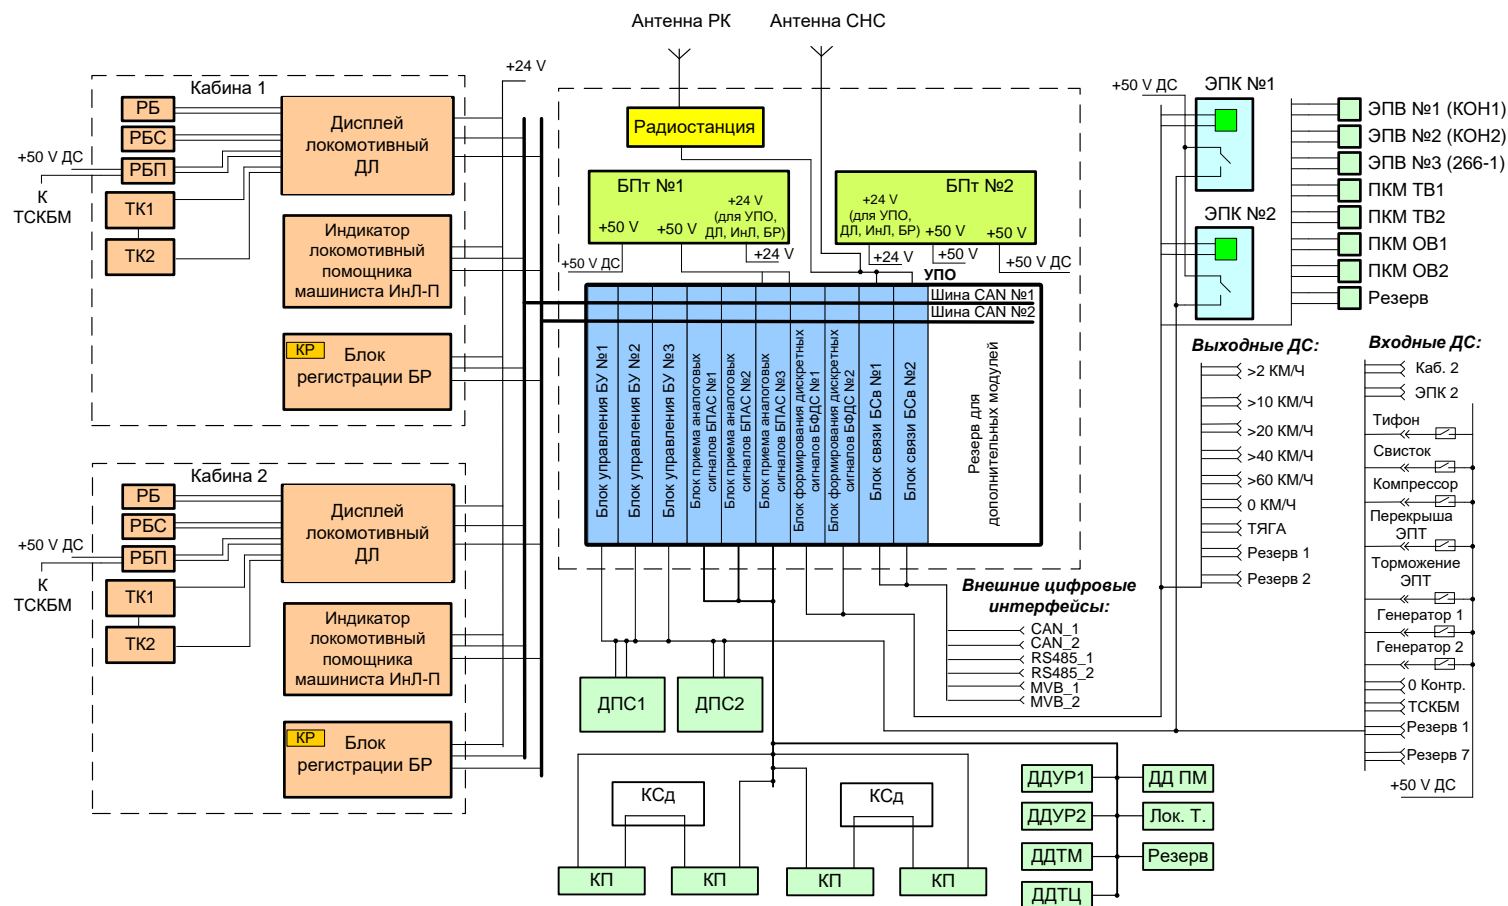 Антенна РК
Антенна СНС
+24 V
Кабина 1
РБ
РБС
+50 V ДС
РБП
К
ТСКБМ
ТК1
ТК2
Дисплей
локомотивный
ДЛ
Индикатор
локомотивный
помощника
машиниста ИнЛ-П
КР
Блок
регистрации БР
Кабина 2
РБ
РБС
+50 V ДС
РБП
К
ТСКБМ
ТК1
ТК2
Дисплей
локомотивный
ДЛ
Индикатор
локомотивный
помощника
машиниста ИнЛ-П
КР
Блок
регистрации БР
Радиостанция
БПт №1
+24 V
(для УПО,
ДЛ, ИнЛ, БР)
+50 V
+50 V
+50 V ДС
+24 V
БПт №2
+24 V
(для УПО,
ДЛ, ИнЛ, БР)
+50 V
+50 V
+24 V
+50 V
+50 V ДС
УПО
Шина CAN №1
Шина CAN №2
Блок управления БУ №1
Блок управления БУ №2
Блок управления БУ №3
Блок приема аналоговых
сигналов БПАС №1
Блок приема аналоговых
сигналов БПАС №2
Блок приема аналоговых
сигналов БПАС №3
Блок формирования дискретных
сигналов БФДС №1
Блок формирования дискретных
сигналов БФДС №2
Блок связи БСв №1
Блок связи БСв №2
Резерв для
дополнительных модулей
ДПС1
ДПС2
Внешние цифровые
интерфейсы:
CAN_1
CAN_2
RS485_1
RS485_2
MVB_1
MVB_2
КСд
КСд
КП
КП
КП
КП
ДДУР1
ДД ПМ
ДДУР2
Лок. Т.
ДДТМ
Резерв
ДДТЦ
+50 V ДС
ЭПК №1
ЭПК №2
ЭПВ №1 (КОН1)
ЭПВ №2 (КОН2)
ЭПВ №3 (266-1)
ПКМ ТВ1
ПКМ ТВ2
ПКМ ОВ1
ПКМ ОВ2
Резерв
Выходные ДС:
>2 КМ/Ч
>10 КМ/Ч
>20 КМ/Ч
>40 КМ/Ч
>60 КМ/Ч
0 КМ/Ч
ТЯГА
Резерв 1
Резерв 2
Входные ДС:
Каб. 2
ЭПК 2
Тифон
Свисток
Компрессор
Перекрыша
ЭПТ
Торможение
ЭПТ
Генератор 1
Генератор 2
0 Контр.
ТСКБМ
Резерв 1
Резерв 7
+50 V ДС